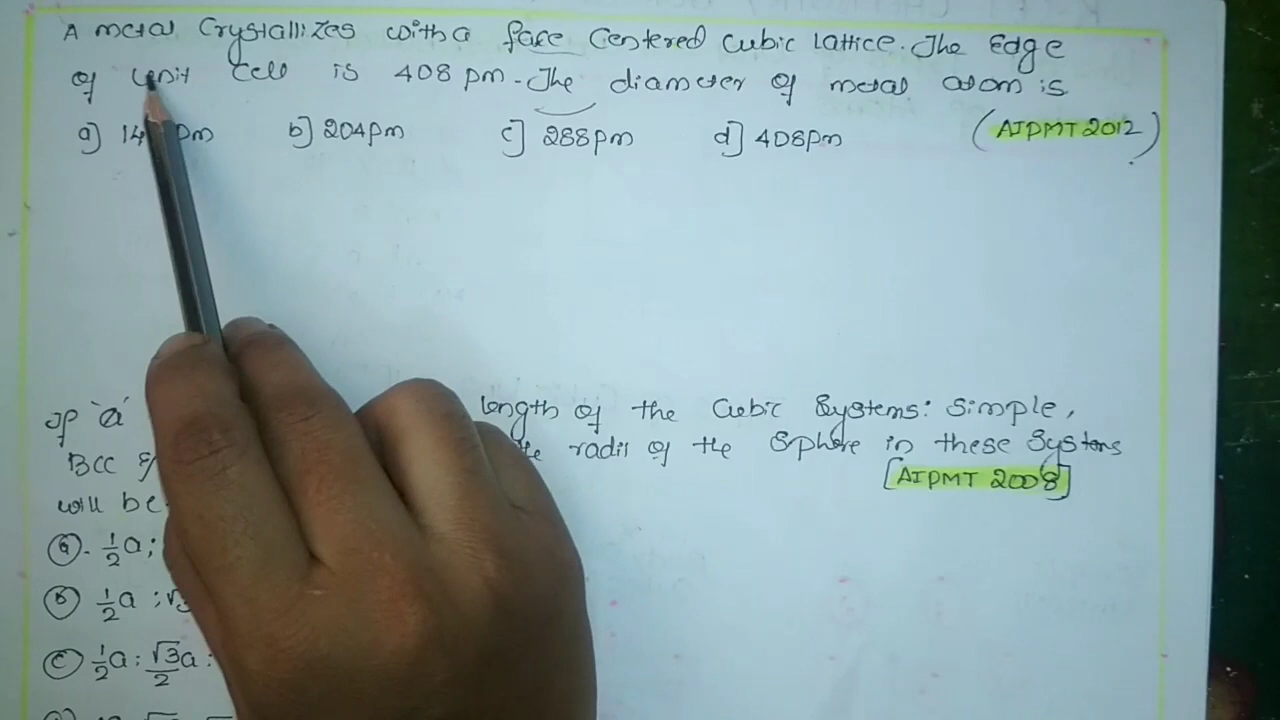 A metal Crystallizes with a face Centered Cubic Lattice. The Edge
of Unit Cell is 408 pm. The diameter of metal atom is
a] 14 pm b] 204pm c] 288pm d] 408pm (AIPMT 2012)
If 'a' length of the Cubic Systems: Simple,
BCC radii of the Sphere in these Systems
will be [AIPMT 2008]
(a). 1/2 a;
(b) 1/2 a ;
(c) 1/2 a : √3/2 a :